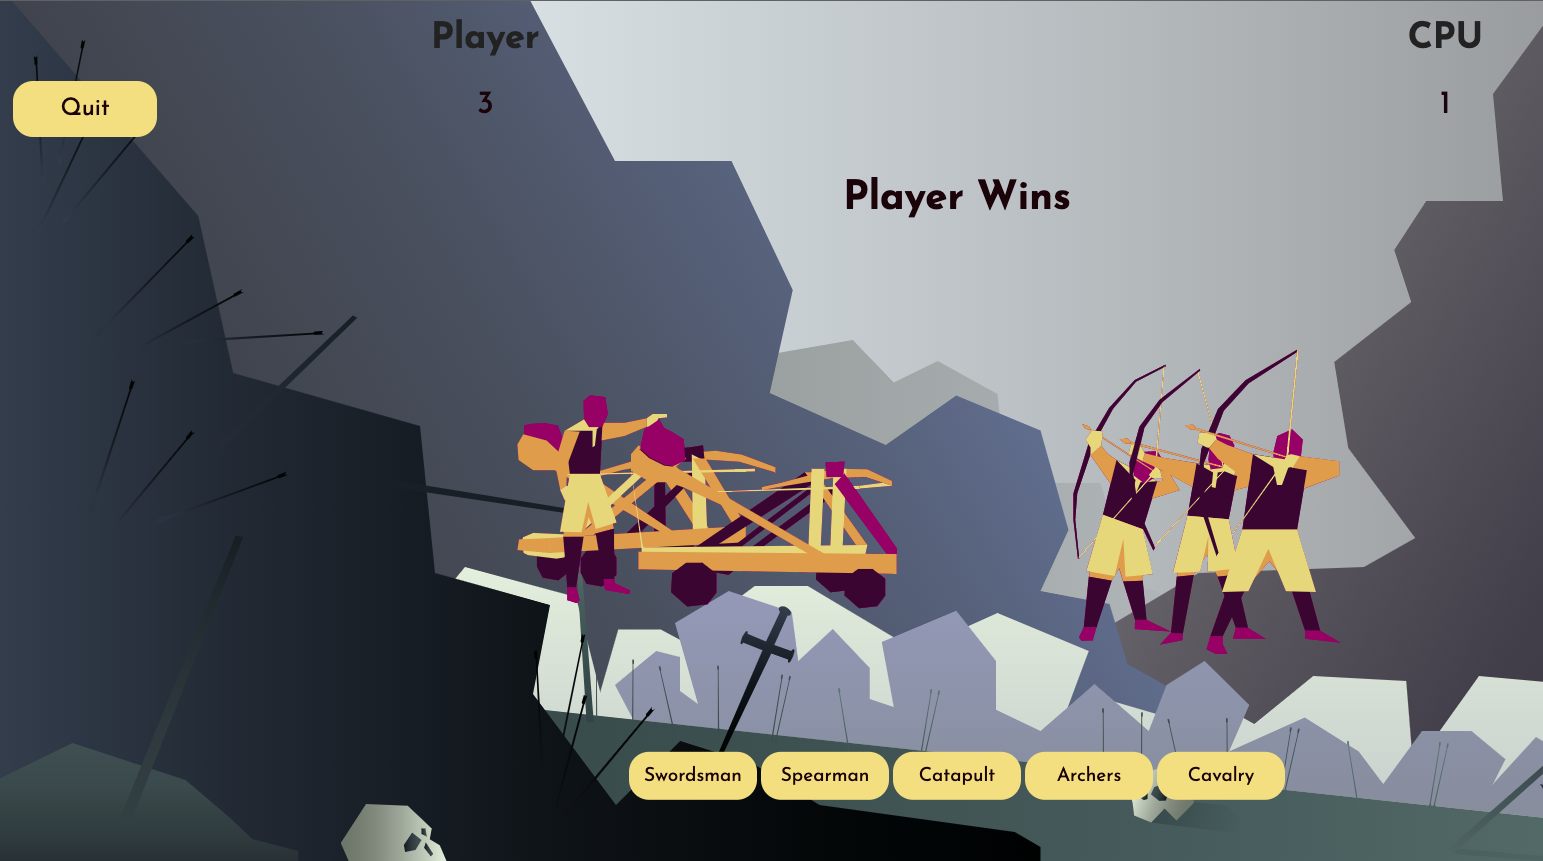 Player
CPU
Quit
3
1
Player Wins
Swordsman
Spearman
Catapult
Archers
Cavalry